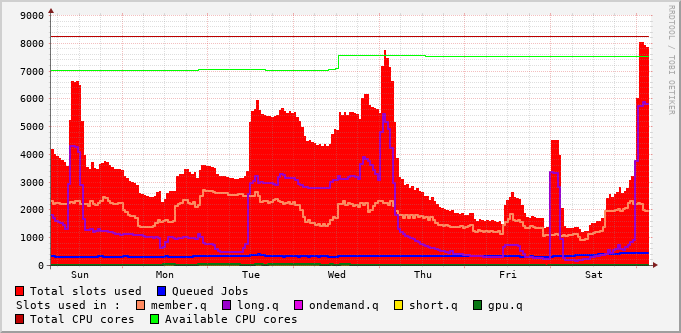 9000
8000
7000
6000
5000
4000
3000
2000
1000
0
Sun Mon Tue Wed Thu Fri Sat
RRDTOOL / TOBI OETIKER
Total slots used Queued Jobs
Slots used in : member.q long.q ondemand.q short.q gpu.q
Total CPU cores Available CPU cores